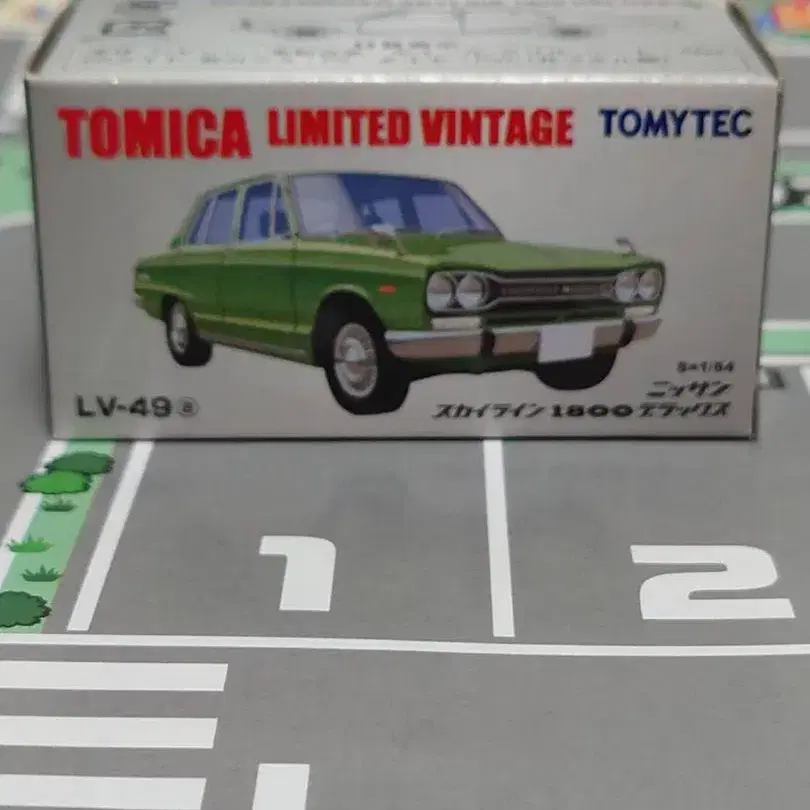 TOMICA LIMITED VINTAGE TOMYTEC
S=1/64
ニッサン
LV-49ⓐ スカイライン 1800 デラックス
1 2